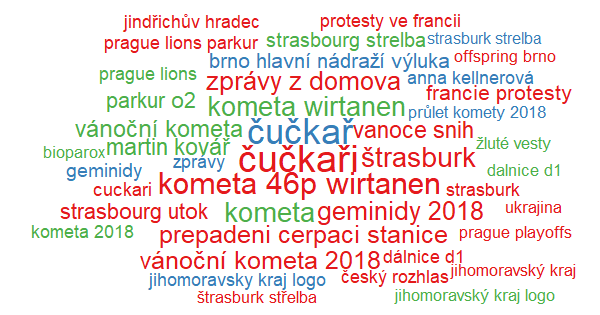 jindřichův hradec
protesty ve francii
prague lions parkur
strasbourg strelba
strasburk strelba
brno hlavní nádraží výluka
offspring brno
prague lions
zprávy z domova
anna kellnerová
parkur o2
kometa wirtanen
francie protesty
průlet komety 2018
vánoční kometa
čučkař
vanoce snih
martin kovář
žluté vesty
bioparox
zprávy
čučkaři
štrasburk
geminidy
dalnice d1
cuckari
kometa 46p wirtanen
strasburk
strasbourg utok
kometa
geminidy 2018
ukrajina
kometa 2018
prepadeni cerpaci stanice
prague playoffs
vánoční kometa 2018
dálnice d1
jihomoravsky kraj logo
český rozhlas
jihomoravský kraj
štrasburk střelba
jihomoravský kraj logo